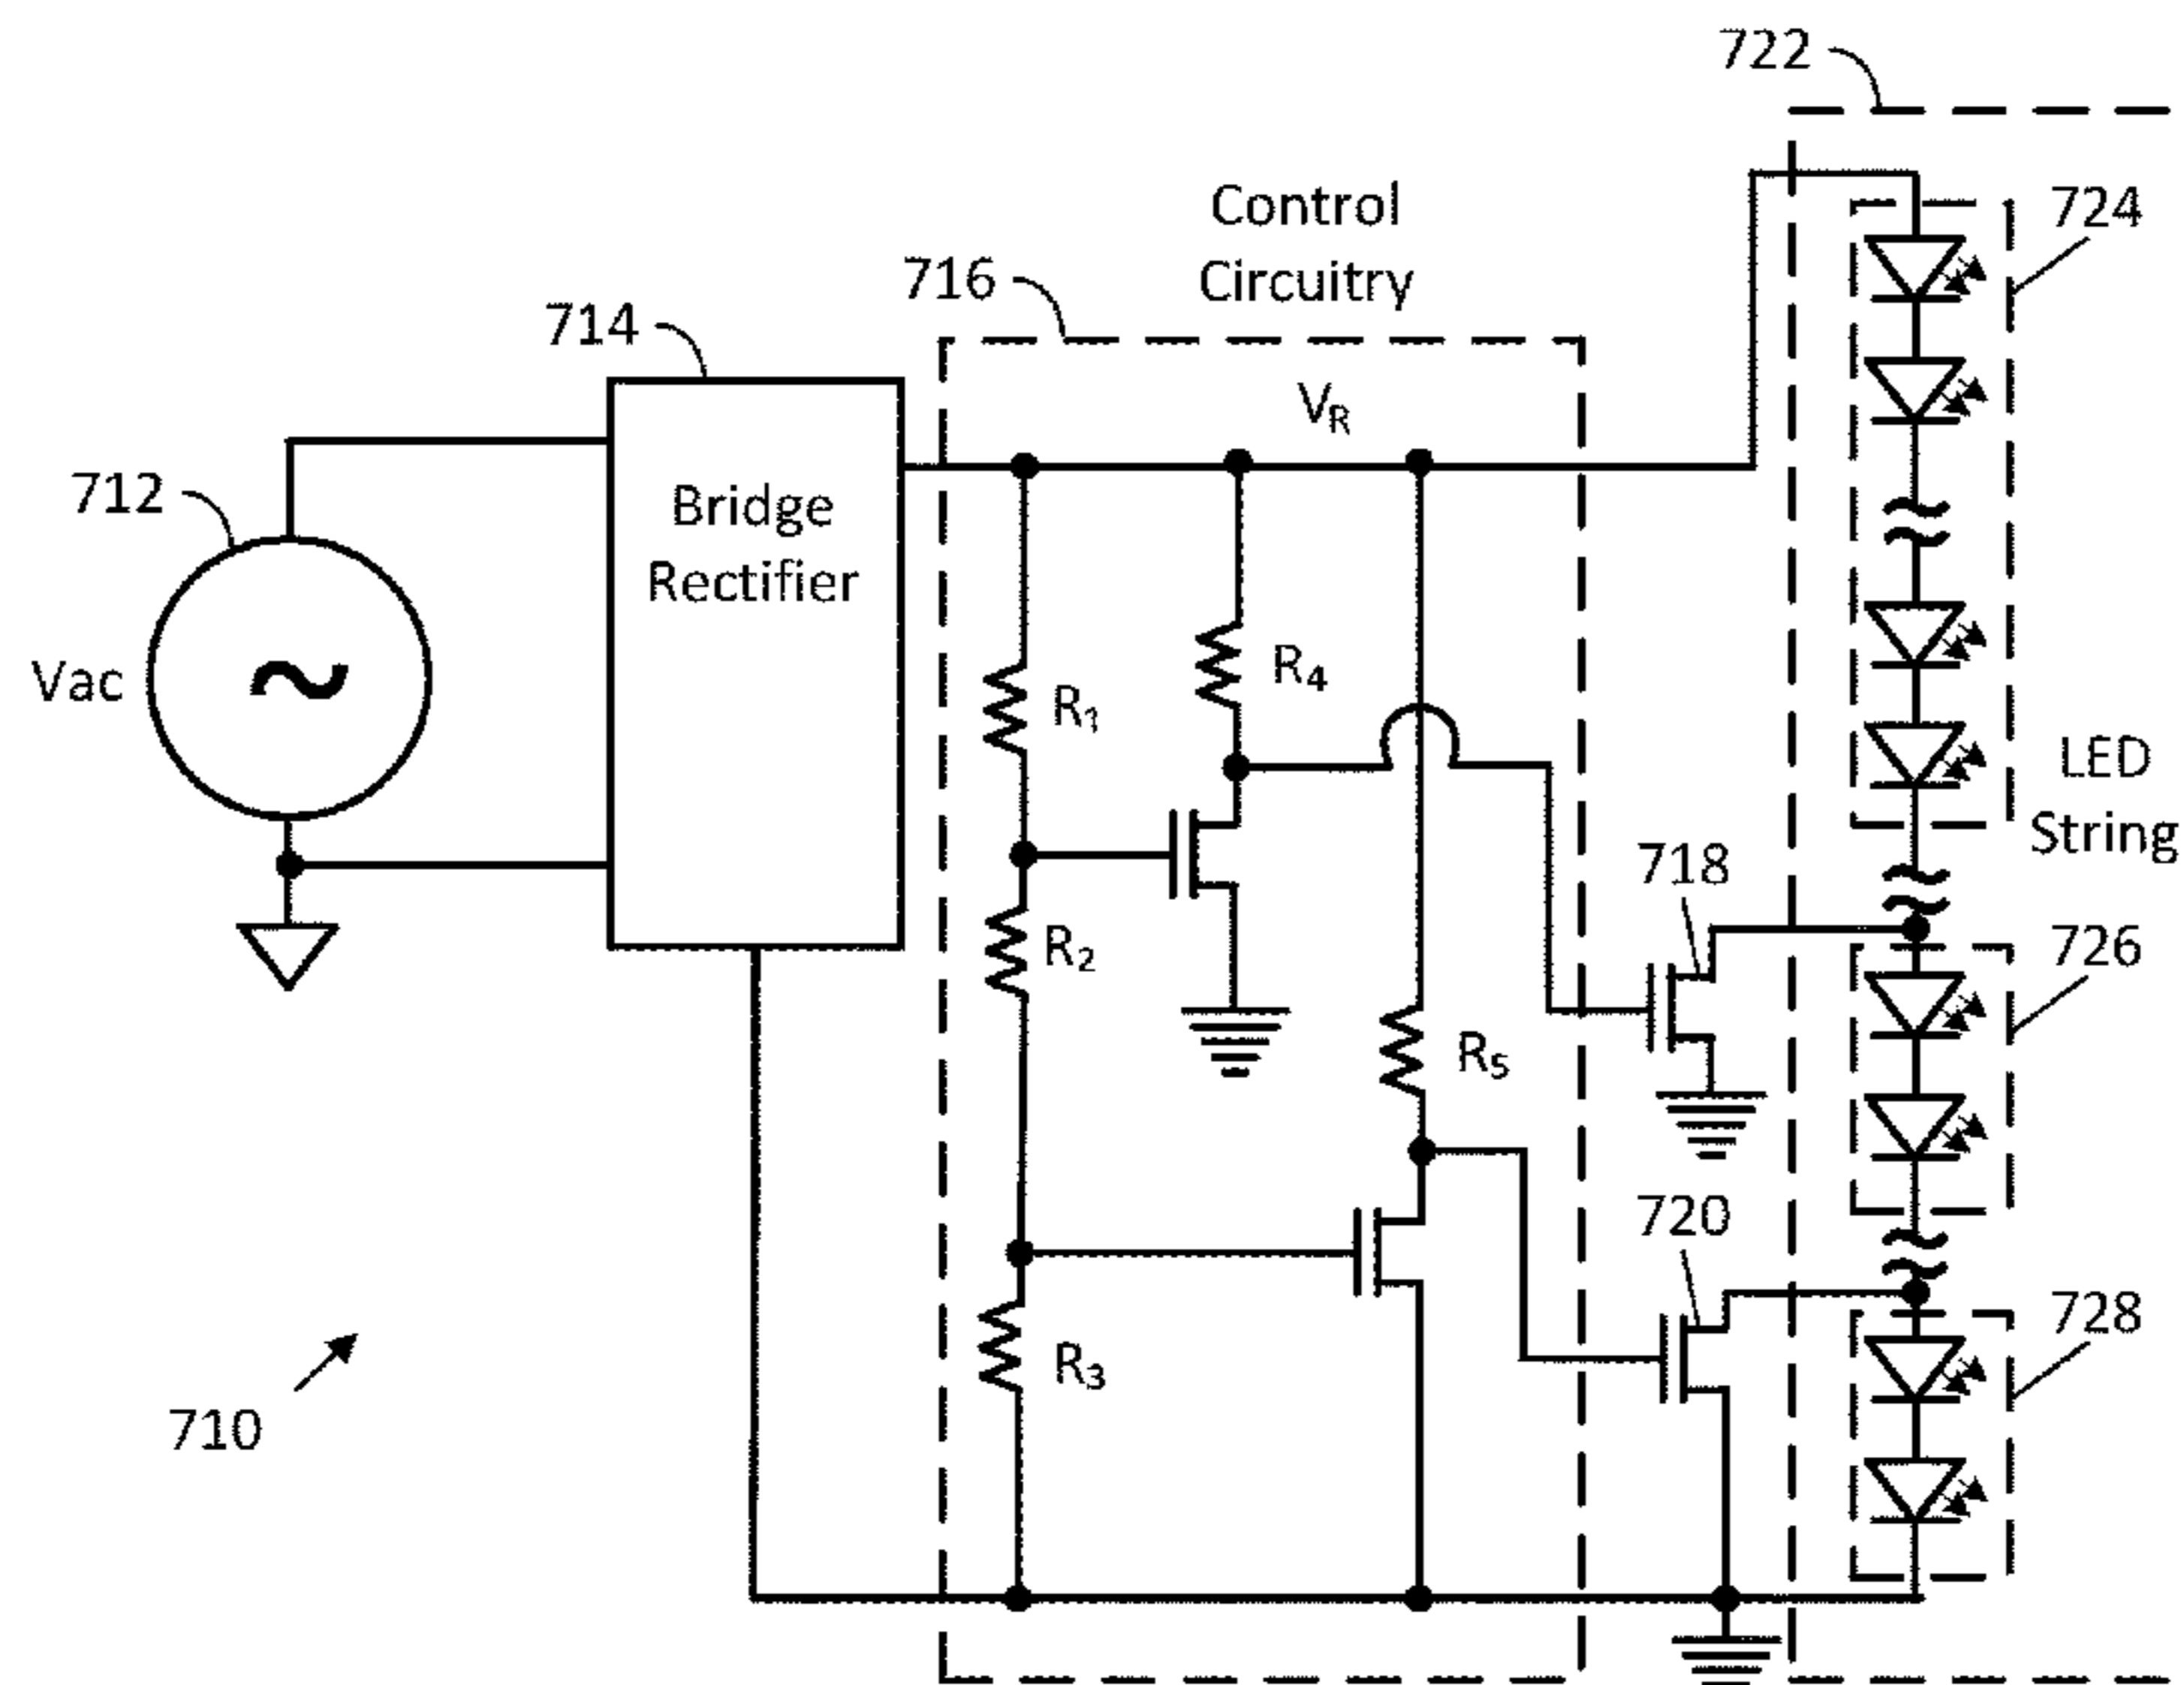 722
724
Control
Circuitry
716
714
V_R
712
Bridge
Rectifier
Vac
R₁
R₄
LED
String
718
R₂
726
R₅
720
728
R₃
710